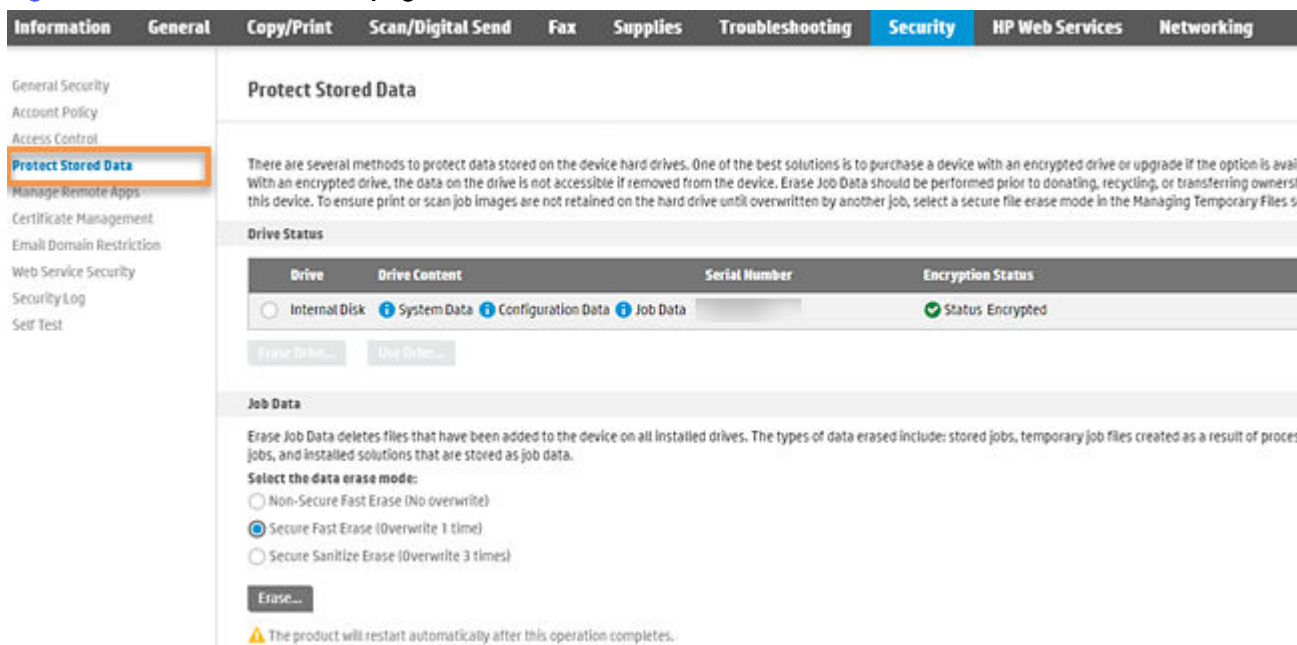 Information General Copy/Print Scan/Digital Send Fax Supplies Troubleshooting Security HP Web Services Networking
General Security
Account Policy
Access Control
Protect Stored Data
Manage Remote Apps
Certificate Management
Email Domain Restriction
Web Service Security
Security Log
Self Test
Protect Stored Data
There are several methods to protect data stored on the device hard drives. One of the best solutions is to purchase a device with an encrypted drive or upgrade if the option is avai
With an encrypted drive, the data on the drive is not accessible if removed from the device. Erase Job Data should be performed prior to donating, recycling, or transferring ownersh
this device. To ensure print or scan job images are not retained on the hard drive until overwritten by another job, select a secure file erase mode in the Managing Temporary Files s
Drive Status
Drive Drive Content Serial Number Encryption Status
Internal Disk System Data Configuration Data Job Data Status Encrypted
Erase Drive... Use Drive...
Job Data
Erase Job Data deletes files that have been added to the device on all installed drives. The types of data erased include: stored jobs, temporary job files created as a result of proces
jobs, and installed solutions that are stored as job data.
Select the data erase mode:
Non-Secure Fast Erase (No overwrite)
Secure Fast Erase (Overwrite 1 time)
Secure Sanitize Erase (Overwrite 3 times)
Erase...
The product will restart automatically after this operation completes.